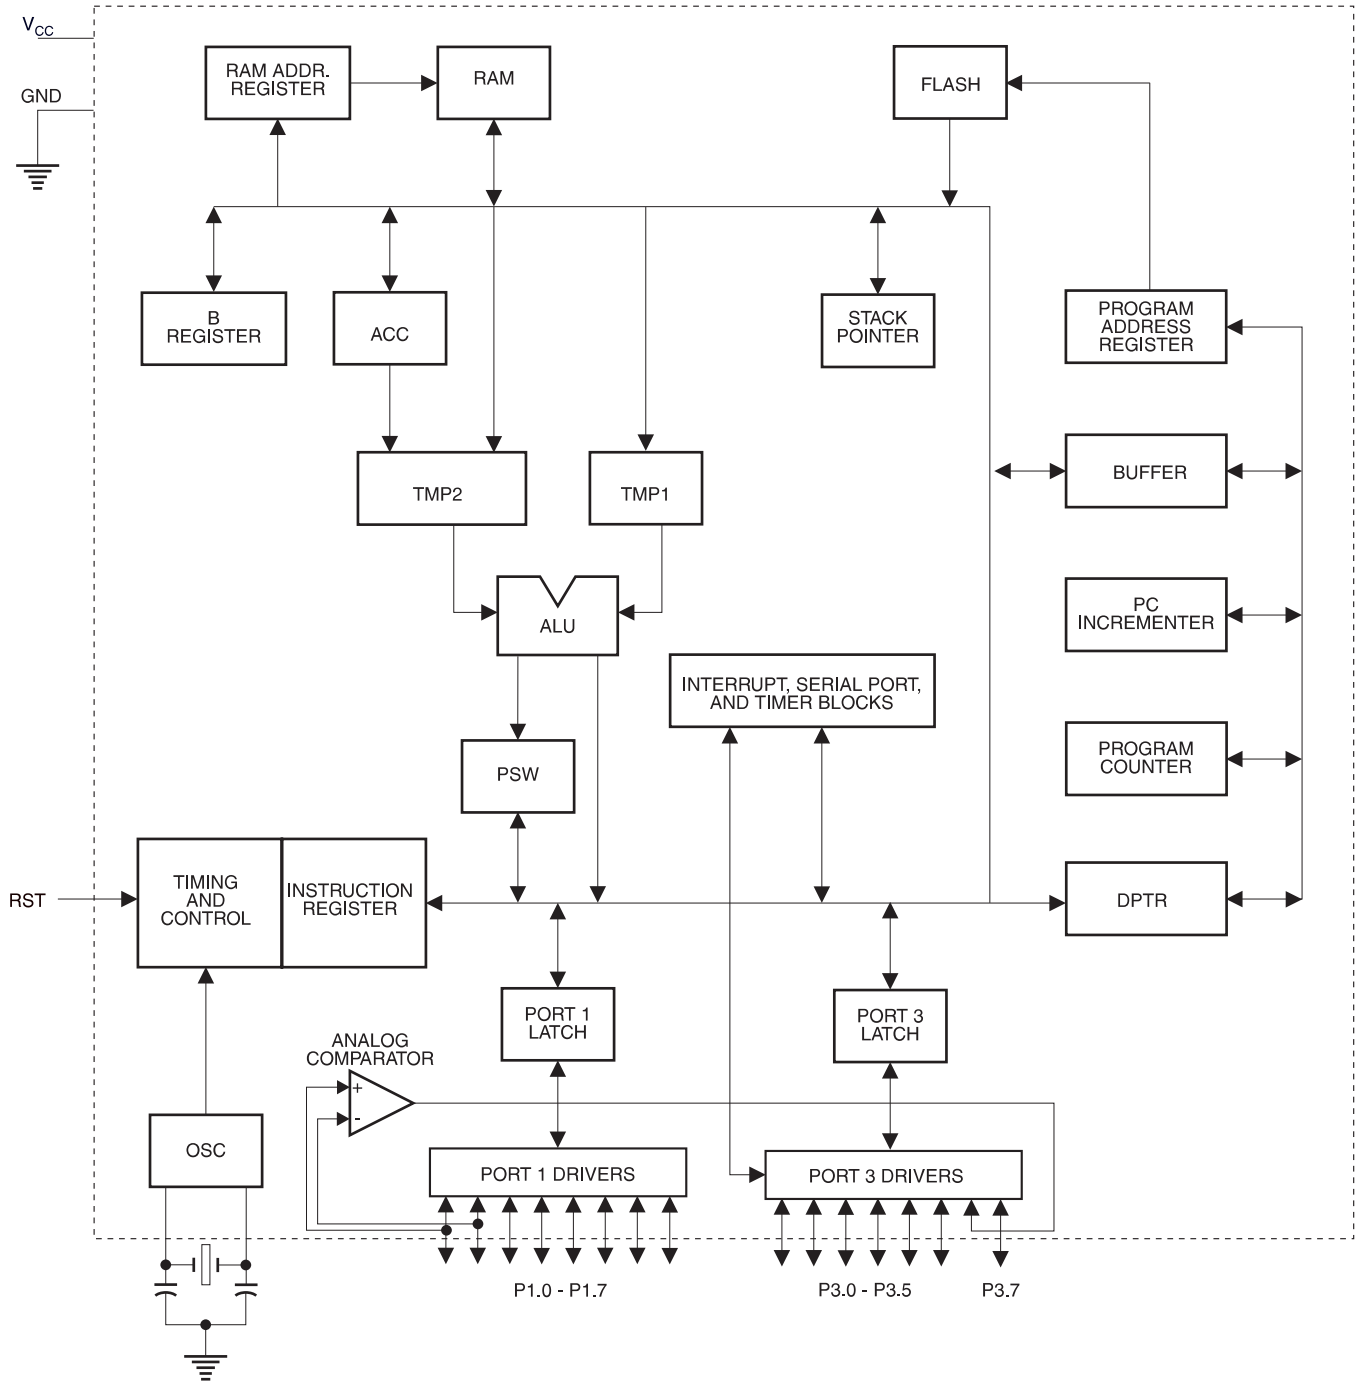 VCC
GND
RAM ADDR.
REGISTER
RAM
FLASH
B
REGISTER
ACC
STACK
POINTER
PROGRAM
ADDRESS
REGISTER
TMP2
TMP1
BUFFER
ALU
PC
INCREMENTER
INTERRUPT, SERIAL PORT,
AND TIMER BLOCKS
PSW
PROGRAM
COUNTER
RST
TIMING
AND
CONTROL
INSTRUCTION
REGISTER
DPTR
PORT 1
LATCH
PORT 3
LATCH
ANALOG
COMPARATOR
+
-
OSC
PORT 1 DRIVERS
PORT 3 DRIVERS
P1.0 - P1.7
P3.0 - P3.5
P3.7